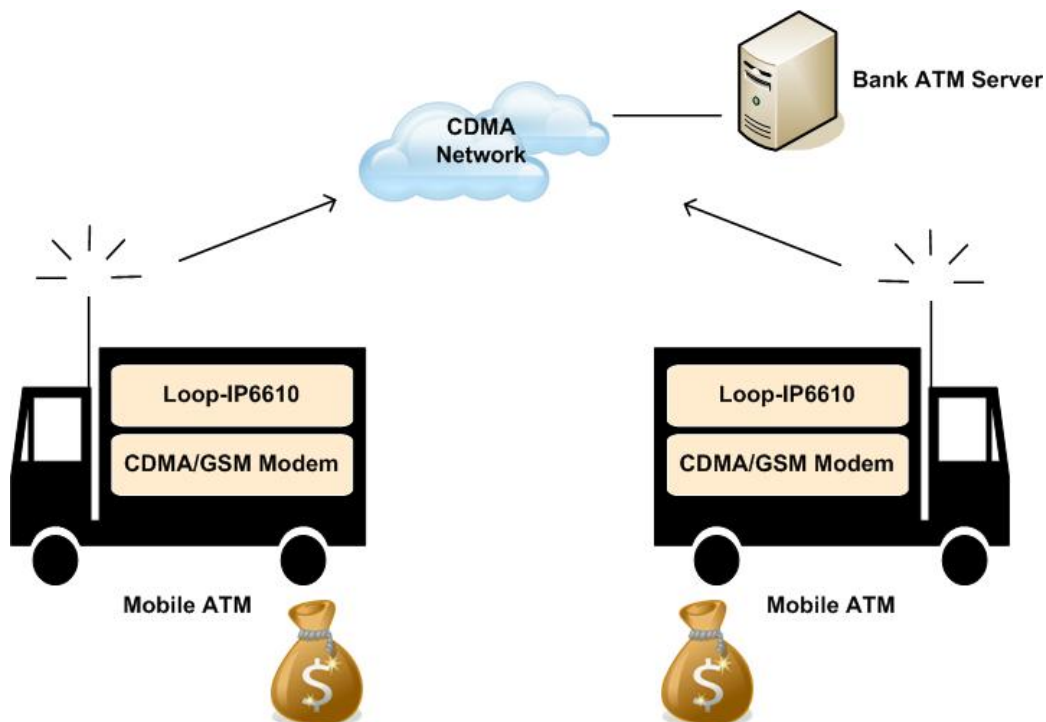 Bank ATM Server
CDMA
Network
Loop-IP6610
CDMA/GSM Modem
Mobile ATM
$
Loop-IP6610
CDMA/GSM Modem
Mobile ATM
$